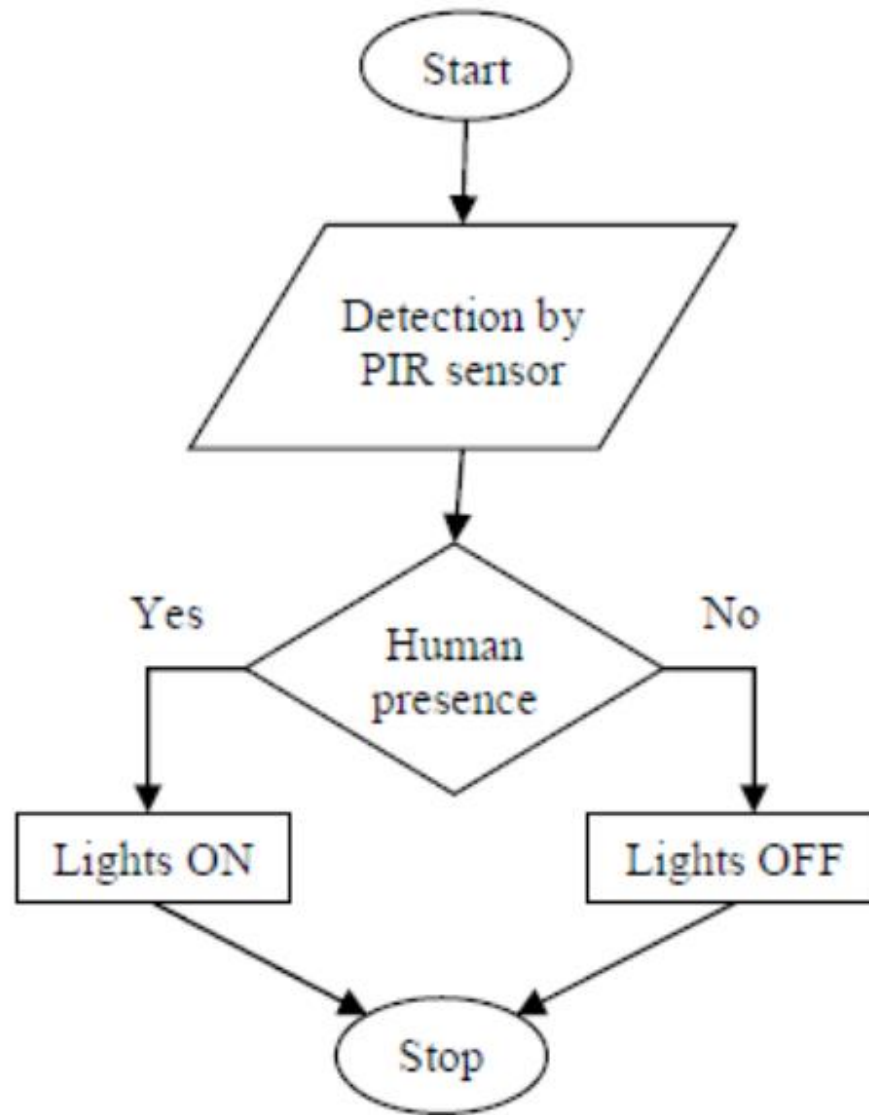 Start
Detection by
PIR sensor
Yes
No
Human
presence
Lights ON
Lights OFF
Stop